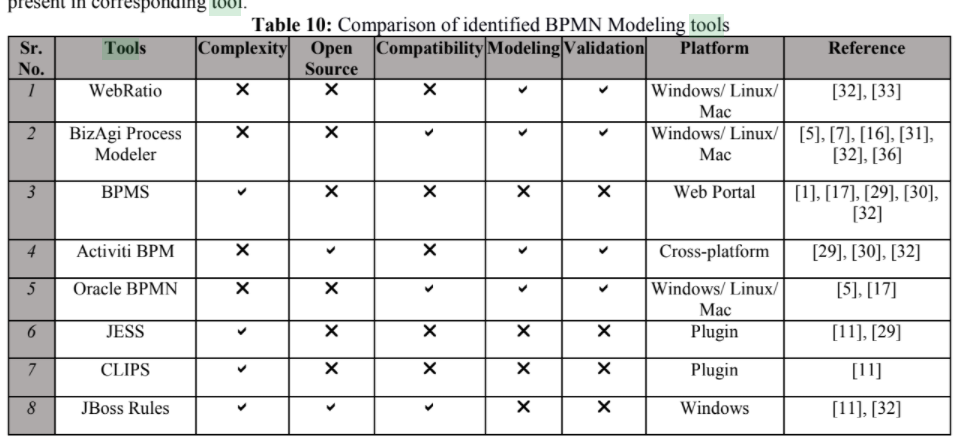 present in corresponding tool.
Table 10: Comparison of identified BPMN Modeling tools
Sr. No. Tools Complexity Open Source Compatibility Modeling Validation Platform Reference
1 WebRatio ✕ ✕ ✕ ✓ ✓ Windows/ Linux/ Mac [32], [33]
2 BizAgi Process Modeler ✕ ✕ ✓ ✓ ✓ Windows/ Linux/ Mac [5], [7], [16], [31], [32], [36]
3 BPMS ✓ ✕ ✕ ✕ ✕ Web Portal [1], [17], [29], [30], [32]
4 Activiti BPM ✕ ✓ ✕ ✓ ✓ Cross-platform [29], [30], [32]
5 Oracle BPMN ✕ ✕ ✓ ✓ ✓ Windows/ Linux/ Mac [5], [17]
6 JESS ✓ ✕ ✕ ✕ ✕ Plugin [11], [29]
7 CLIPS ✓ ✕ ✕ ✕ ✕ Plugin [11]
8 JBoss Rules ✓ ✓ ✓ ✕ ✕ Windows [11], [32]